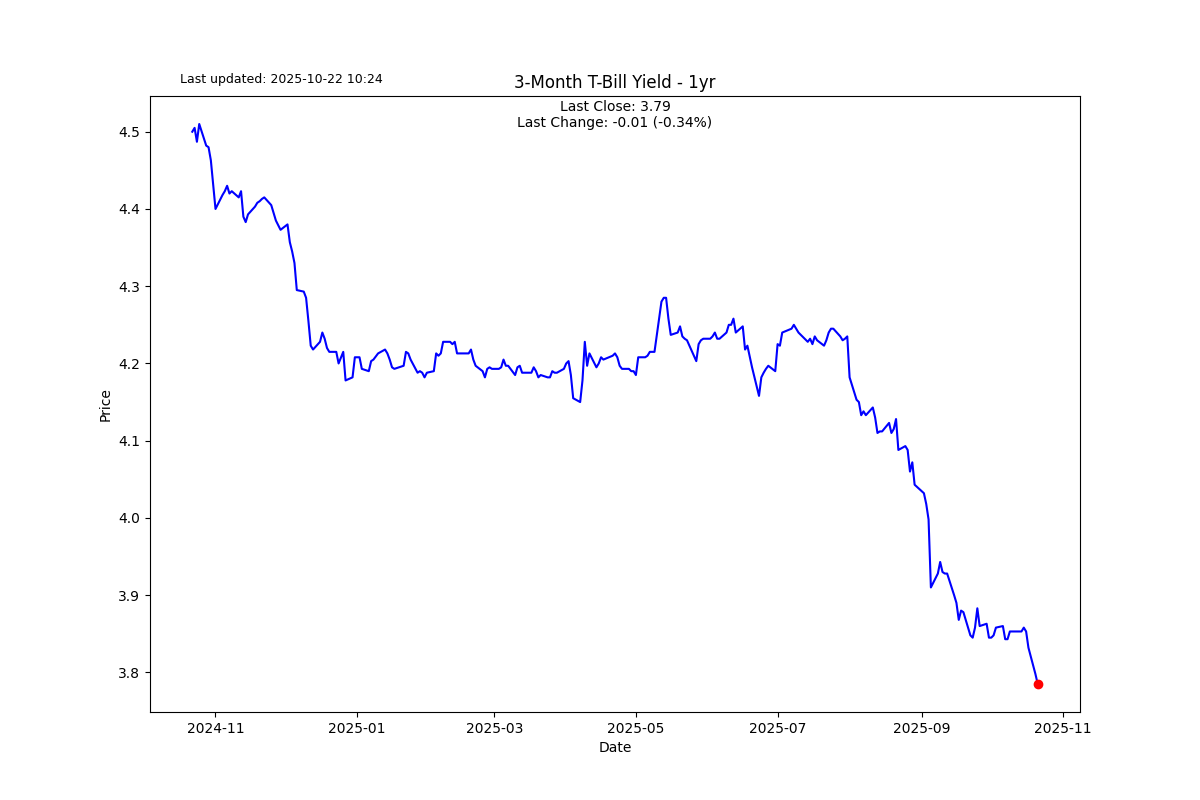 Last updated: 2025-10-22 10:24
3-Month T-Bill Yield - 1yr
Last Close: 3.79
Last Change: -0.01 (-0.34%)
4.5
4.4
4.3
4.2
4.1
4.0
3.9
3.8
Price
2024-11 2025-01 2025-03 2025-05 2025-07 2025-09 2025-11
Date